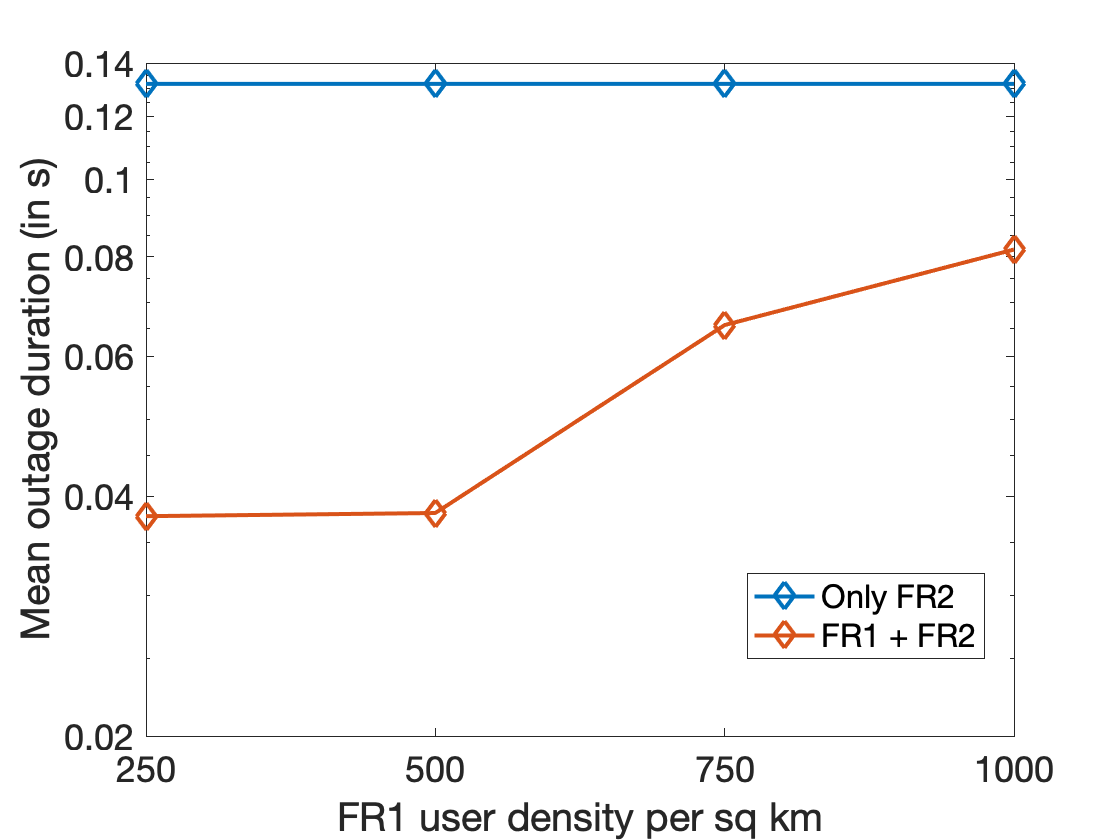 0.14
0.12
0.1
0.08
0.06
0.04
0.02
Mean outage duration (in s)
Only FR2
FR1 + FR2
250 500 750 1000
FR1 user density per sq km